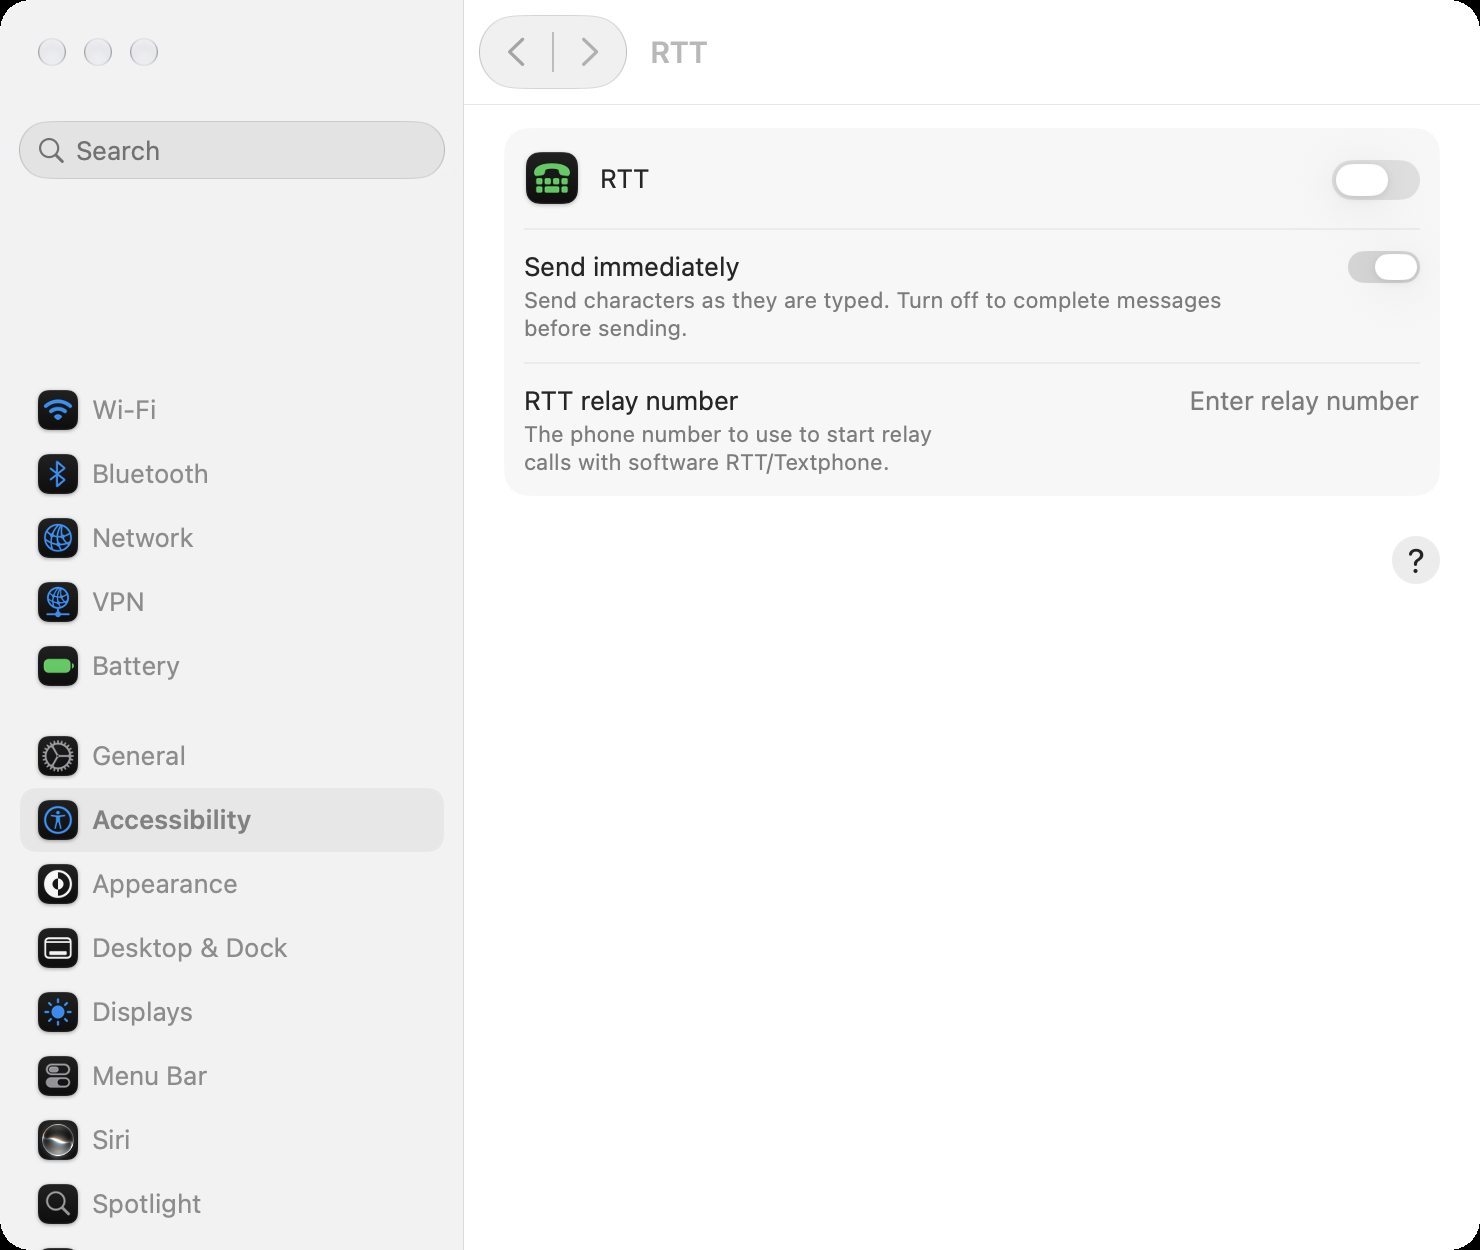 RTT
Search
Wi-Fi
Bluetooth
Network
VPN
Battery
General
Accessibility
Appearance
Desktop & Dock
Displays
Menu Bar
Siri
Spotlight
RTT
Send immediately
Send characters as they are typed. Turn off to complete messages
before sending.
RTT relay number
Enter relay number
The phone number to use to start relay
calls with software RTT/Textphone.
?